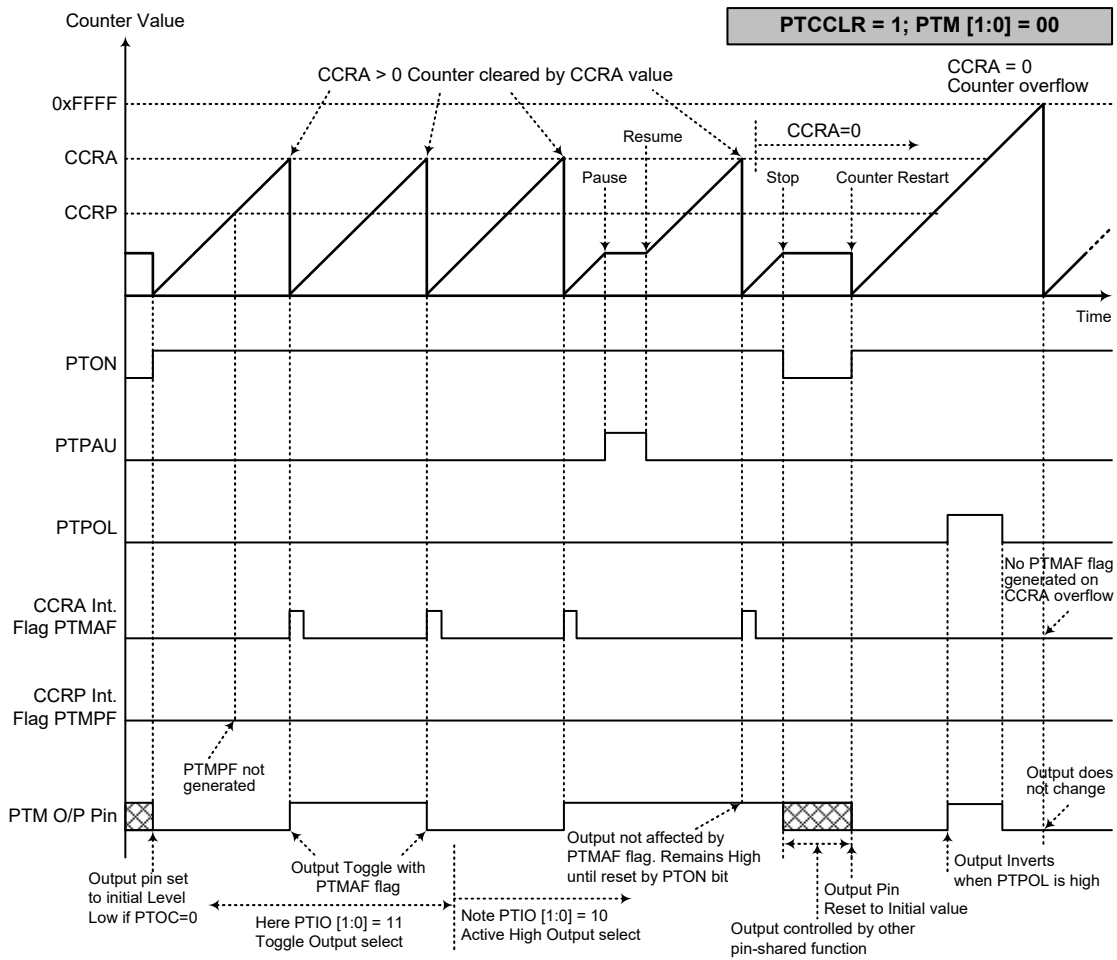 Counter Value
PTCCLR = 1; PTM [1:0] = 00
CCRA > 0 Counter cleared by CCRA value
CCRA = 0
Counter overflow
0xFFFF
Resume
CCRA=0
CCRA
Pause
Stop
Counter Restart
CCRP
Time
PTON
PTPAU
PTPOL
No PTMAF flag
generated on
CCRA overflow
CCRA Int.
Flag PTMAF
CCRP Int.
Flag PTMPF
PTMPF not
generated
Output does
not change
PTM O/P Pin
Output pin set
to initial Level
Low if PTOC=0
Output Toggle with
PTMAF flag
Output not affected by
PTMAF flag. Remains High
until reset by PTON bit
Output Inverts
when PTPOL is high
Output Pin
Reset to Initial value
Here PTIO [1:0] = 11
Toggle Output select
Note PTIO [1:0] = 10
Active High Output select
Output controlled by other
pin-shared function